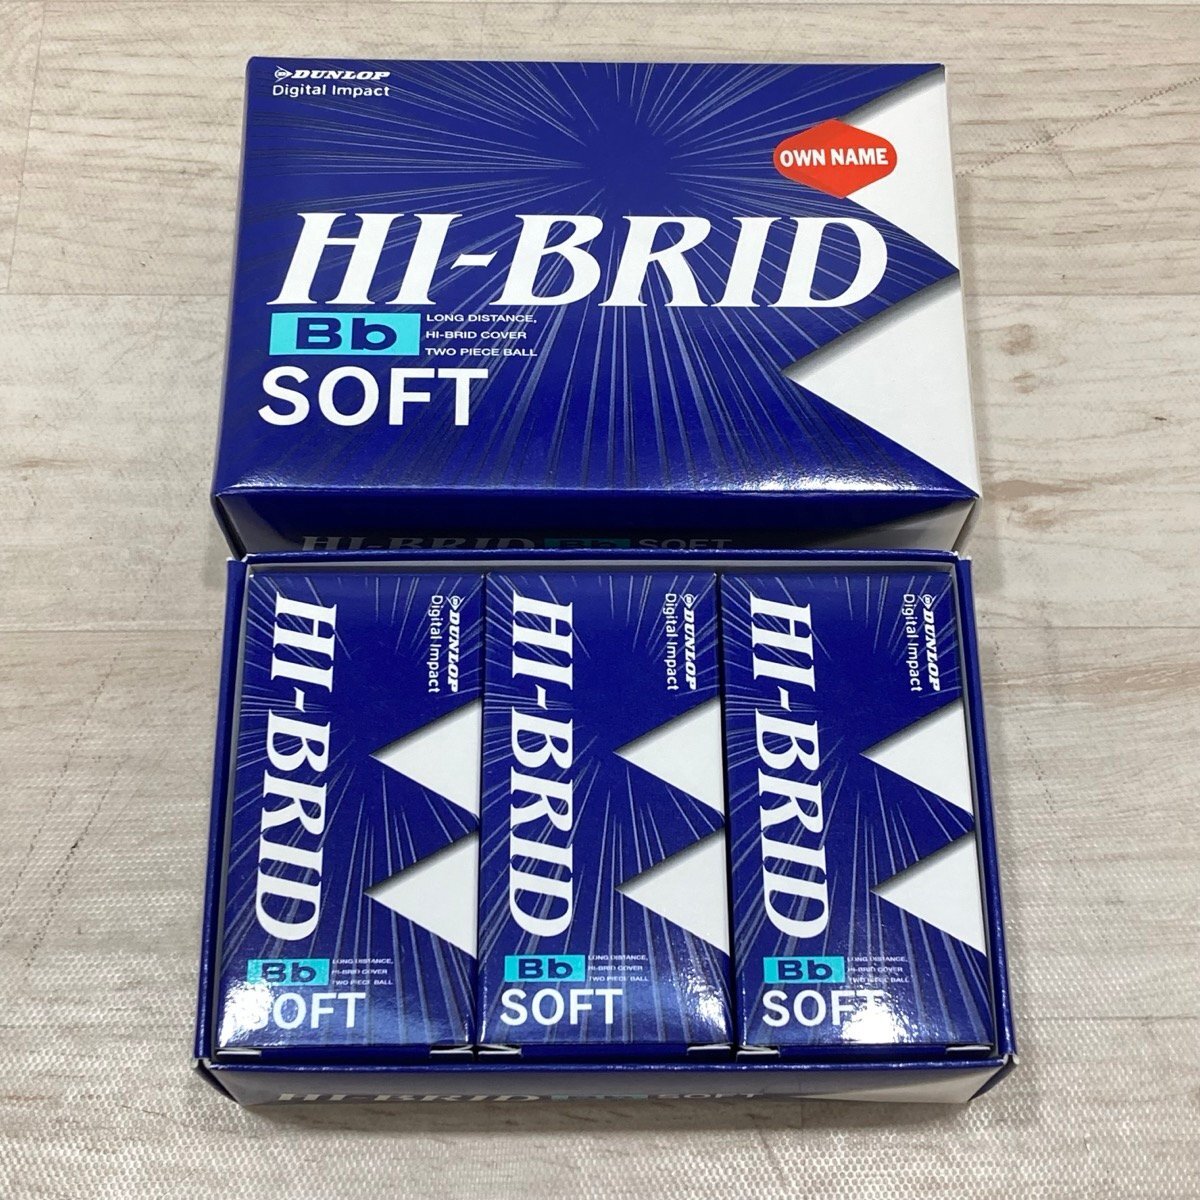 DUNLOP
Digital Impact
OWN NAME
HI-BRID
Bb
LONG DISTANCE,
HI-BRID COVER
TWO PIECE BALL
SOFT
HI-BRID Bb SOFT
DUNLOP
Digital Impact
HI-BRID
Bb
LONG DISTANCE,
HI-BRID COVER
TWO PIECE BALL
SOFT
DUNLOP
Digital Impact
HI-BRID
Bb
LONG DISTANCE,
HI-BRID COVER
TWO PIECE BALL
SOFT
DUNLOP
Digital Impact
HI-BRID
Bb
LONG DISTANCE,
HI-BRID COVER
TWO PIECE BALL
SOFT
HI-BRID Bb SOFT